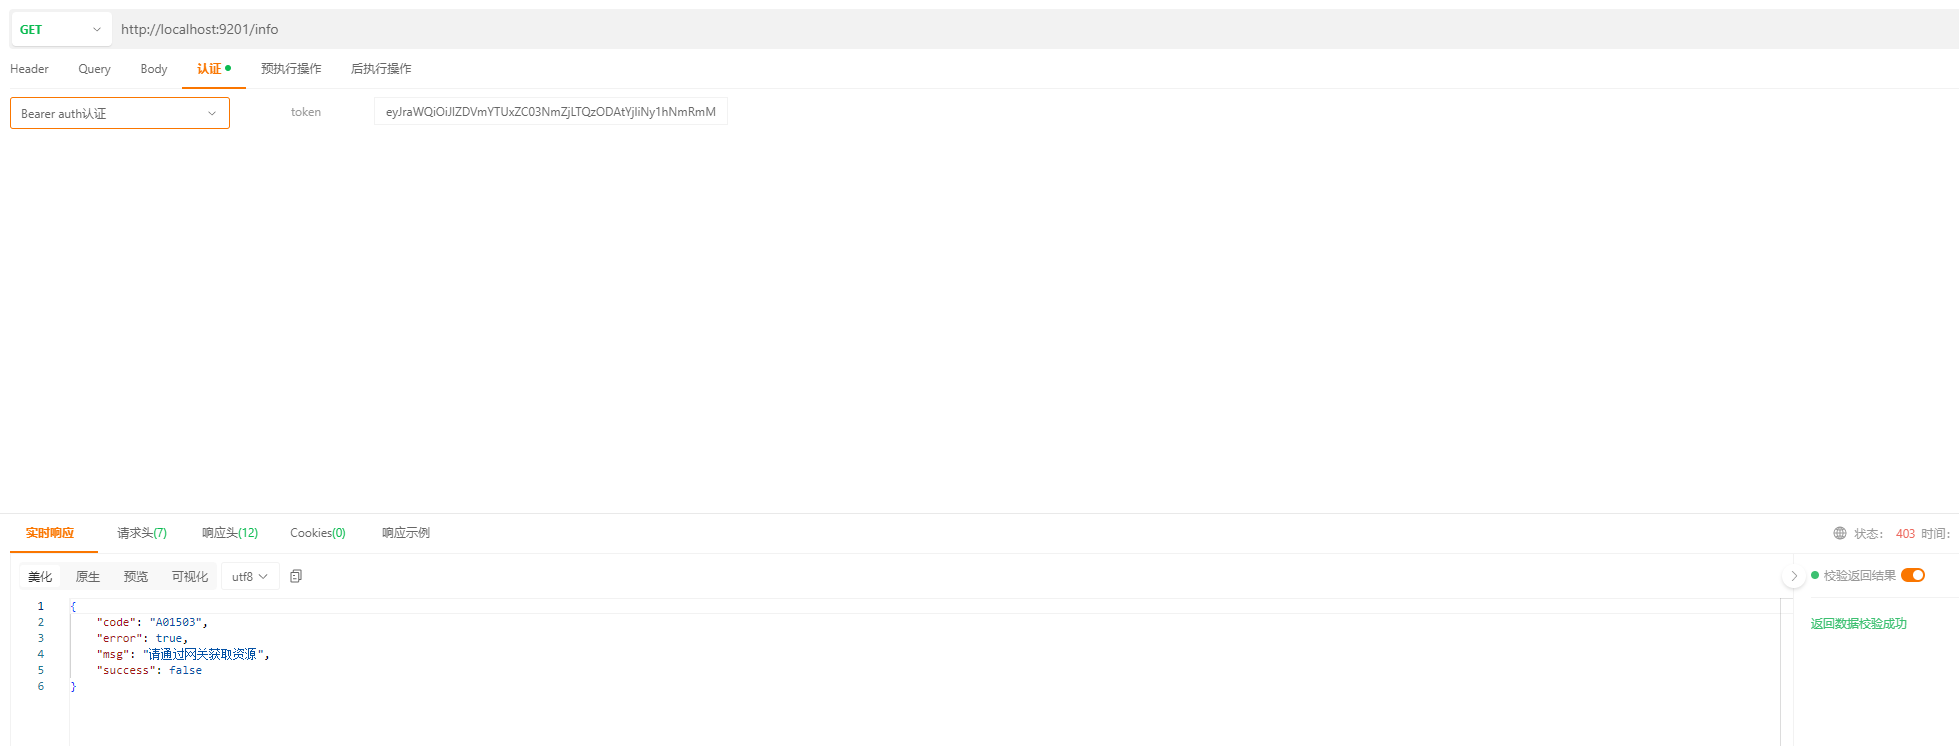 GET http://localhost:9201/info
Header Query Body 认证 预执行操作 后执行操作
Bearer auth认证 token eyJraWQiOiJlZDVmYTUxZC03NmZjLTQzODAtYjliNy1hNmRmM
实时响应 请求头(7) 响应头(12) Cookies(0) 响应示例 状态： 403 时间：
美化 原生 预览 可视化 utf8 校验返回结果
1 {
2 "code": "A01503",
3 "error": true,
4 "msg": "请通过网关获取资源",
5 "success": false
6 }
返回数据校验成功